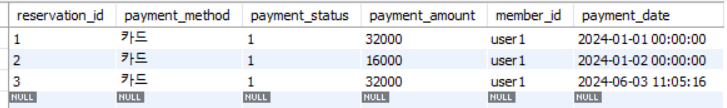 reservation_id payment_method payment_status payment_amount member_id payment_date
1 카드 1 32000 user1 2024-01-01 00:00:00
2 카드 1 16000 user1 2024-01-02 00:00:00
3 카드 1 32000 user1 2024-06-03 11:05:16
NULL NULL NULL NULL NULL NULL